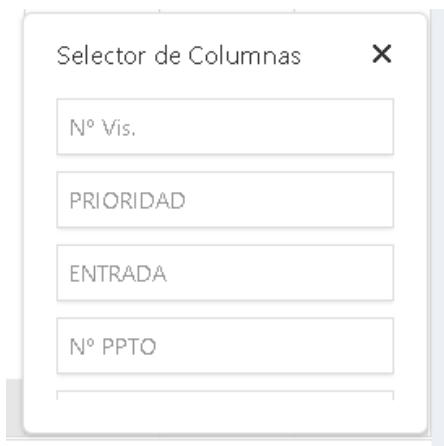 Selector de Columnas
Nº Vis.
PRIORIDAD
ENTRADA
Nº PPTO